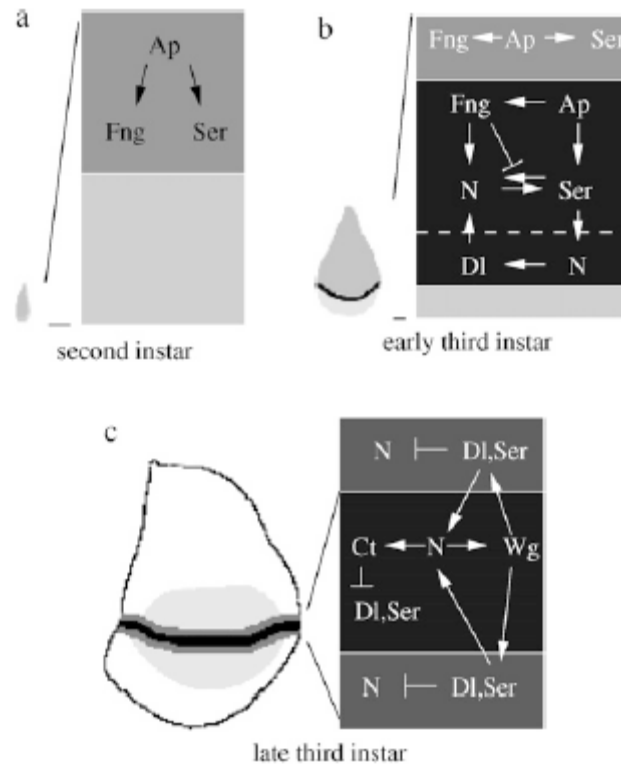 a
Ap
Fng Ser
second instar
b
Fng Ap Ser
Fng Ap
N Ser
Dl N
early third instar
c
N Dl,Ser
Ct N Wg
Dl,Ser
N Dl,Ser
late third instar